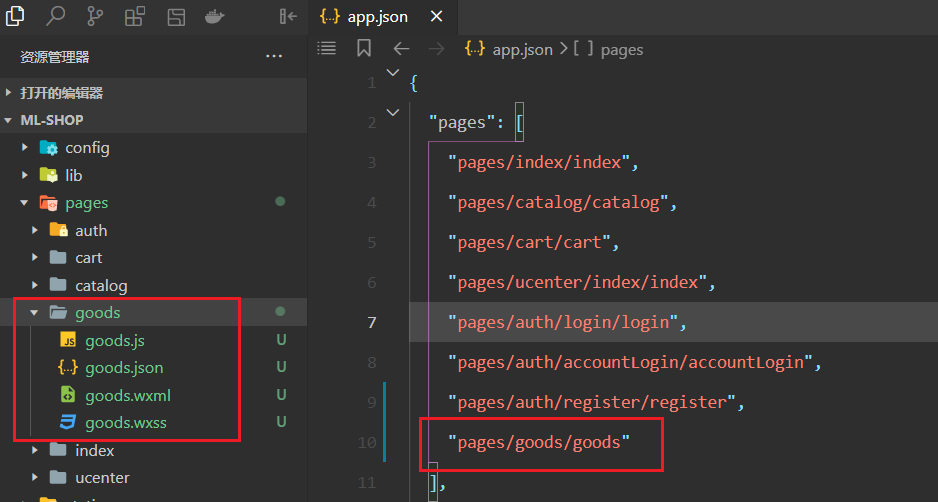 app.json
资源管理器
app.json
pages
打开的编辑器
ML-SHOP
config
lib
pages
auth
cart
catalog
goods
goods.js
U
goods.json
U
goods.wxml
U
goods.wxss
U
index
ucenter
1 {
2 "pages": [
3 "pages/index/index",
4 "pages/catalog/catalog",
5 "pages/cart/cart",
6 "pages/ucenter/index/index",
7 "pages/auth/login/login",
8 "pages/auth/accountLogin/accountLogin",
9 "pages/auth/register/register",
10 "pages/goods/goods"
11 ],